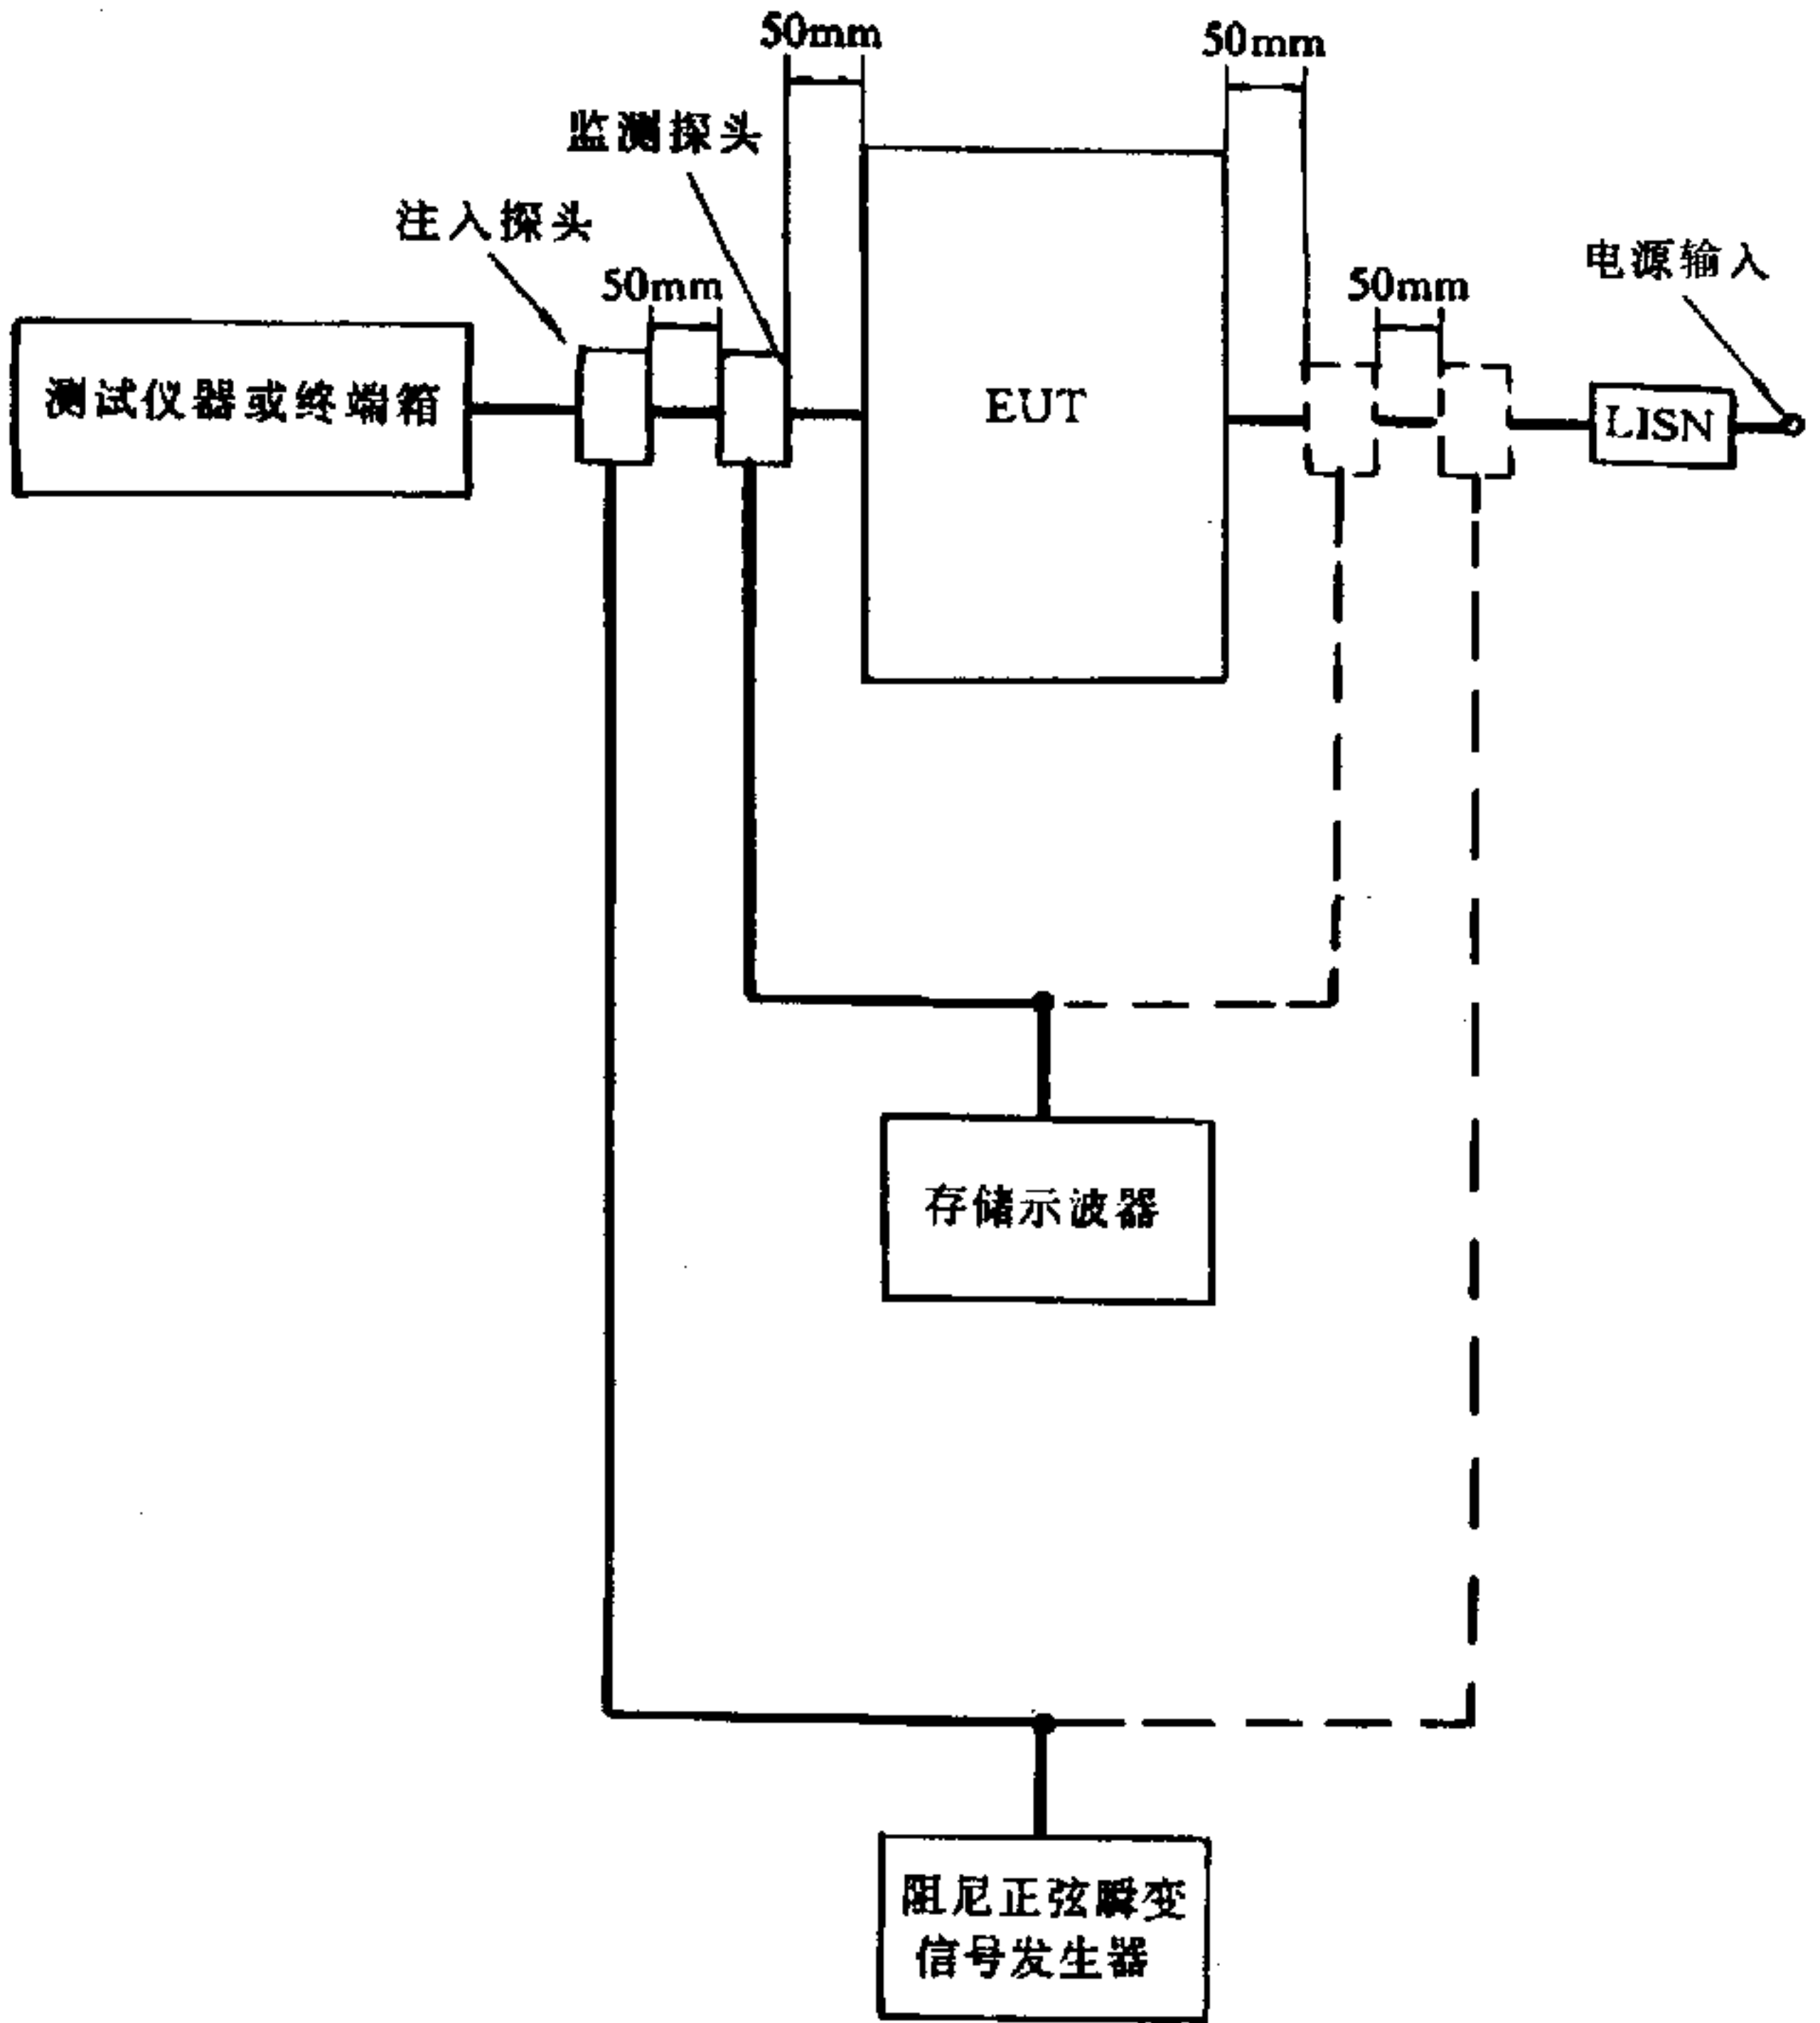 50mm
50mm
监测探头
注入探头
50mm
50mm
电源输入
测试仪器或终端箱
EUT
LISN
存储示波器
阻尼正弦瞬变
信号发生器